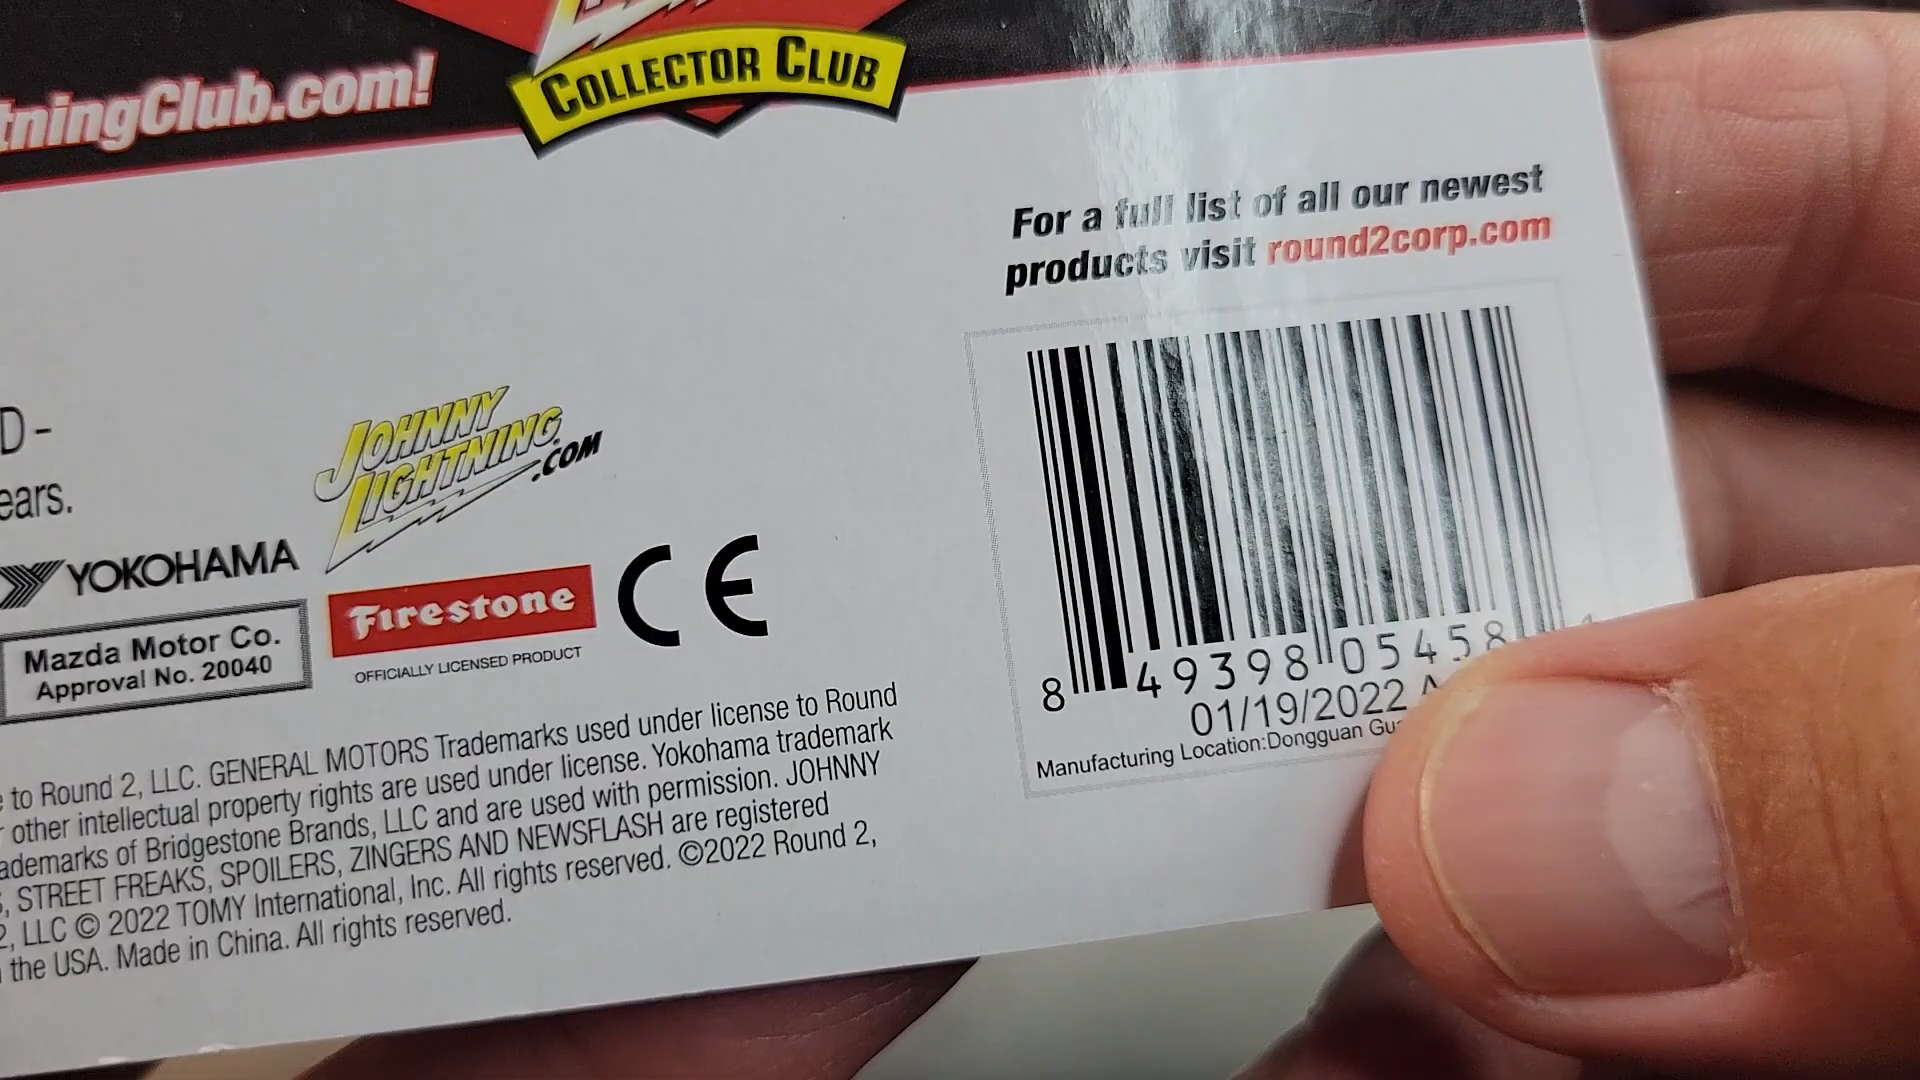 tningClub.com!
COLLECTOR CLUB
For a full list of all our newest
products visit round2corp.com
D-
ears.
JOHNNY
LIGHTNING
.COM
YOKOHAMA
Mazda Motor Co.
Approval No. 20040
Firestone
OFFICIALLY LICENSED PRODUCT
CE
8 49398 05458
01/19/2022
Manufacturing Location:Dongguan
to Round 2, LLC. GENERAL MOTORS Trademarks used under license to Round
other intellectual property rights are used under license. Yokohama trademark
ademarks of Bridgestone Brands, LLC and are used with permission. JOHNNY
, STREET FREAKS, SPOILERS, ZINGERS AND NEWSFLASH are registered
2, LLC © 2022 TOMY International, Inc. All rights reserved. ©2022 Round 2,
the USA. Made in China. All rights reserved.